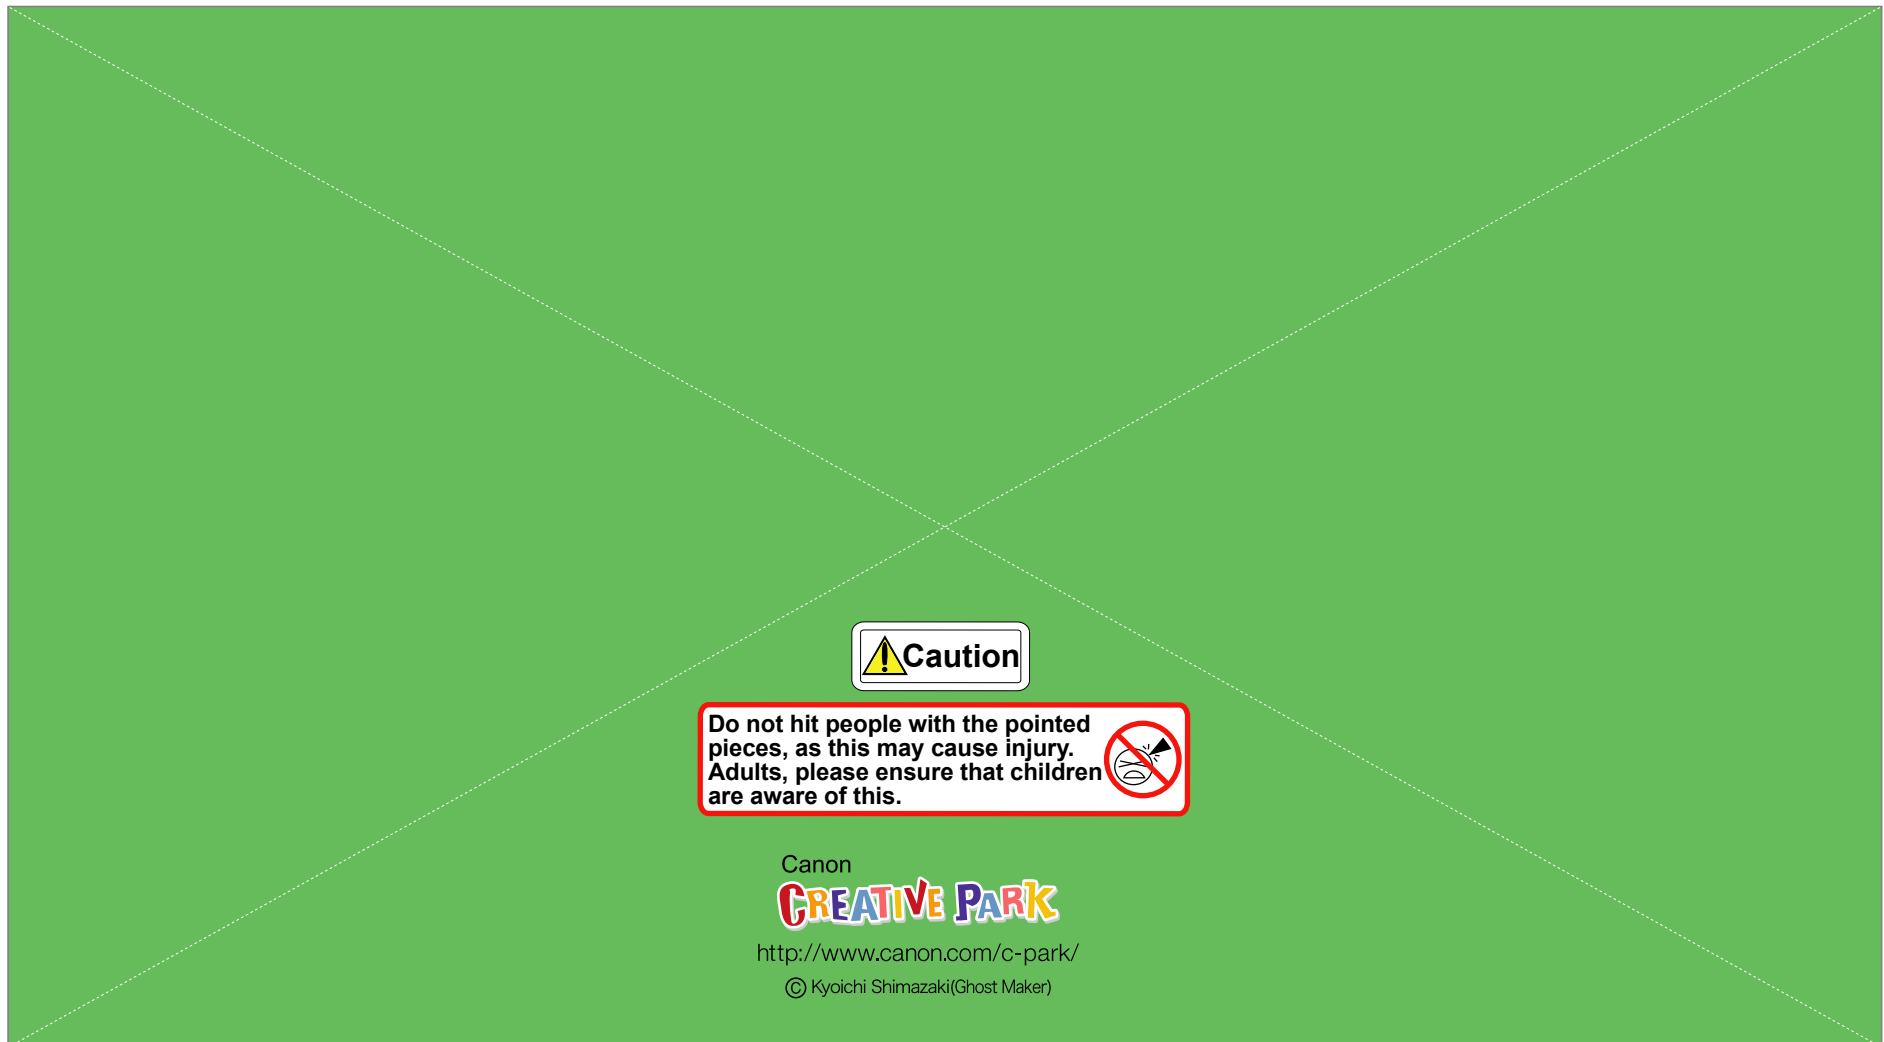 Caution
Do not hit people with the pointed
pieces, as this may cause injury.
Adults, please ensure that children
are aware of this.
Canon
CREATIVE PARK
http://www.canon.com/c-park/
© Kyoichi Shimazaki(Ghost Maker)